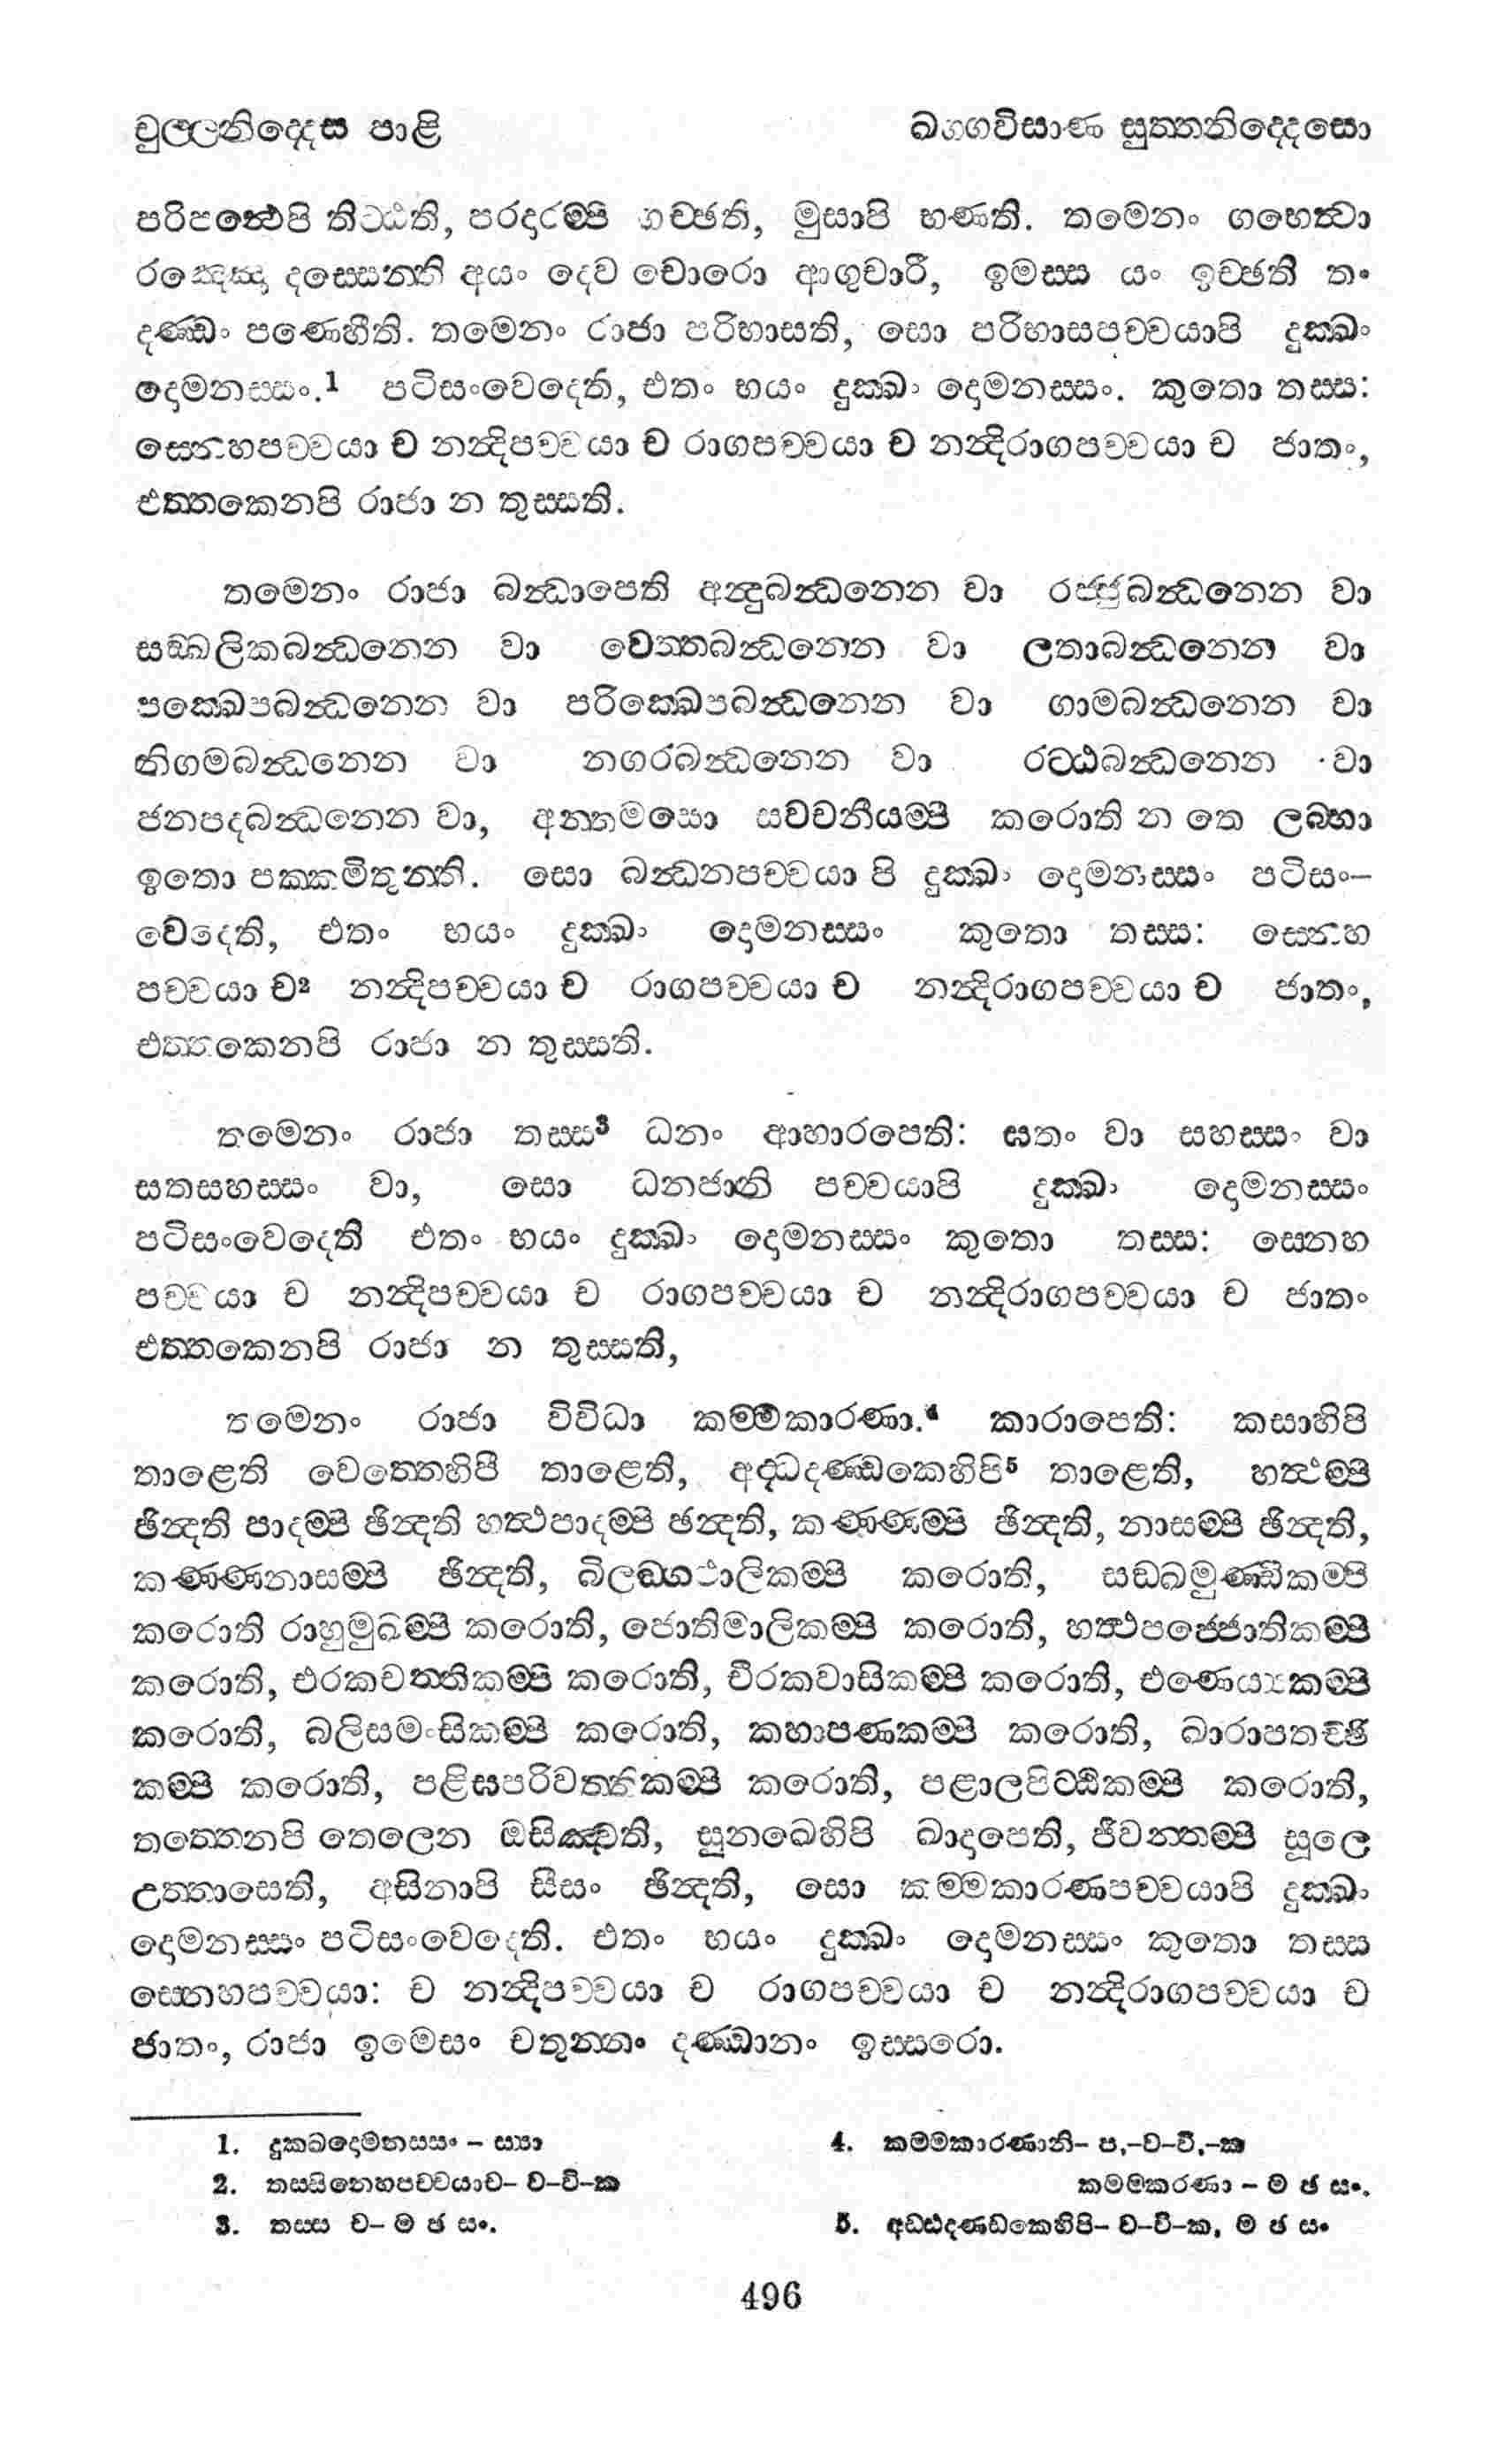 චුල්ලනිද්දෙස පාළි
ඛග්ගවිසාණ සුත්තනිද්දෙසො
පරිපන්ථෙපි තිට්ඨති, පරදාරම්පි ගච්ඡති, මුසාපි භණති. තමෙනං ගහෙත්වා
රඤ්ඤො දස්සෙන්ති අයං දෙව චොරො ආගුචාරී, ඉමස්ස යං ඉච්ඡති තං
දණ්ඩං පණෙහීති. තමෙනං රාජා පරිභාසති, සො පරිභාසපච්චයාපි දුක්ඛං
දොමනස්සං.1 පටිසංවෙදෙති, එතං භයං දුක්ඛං දොමනස්සං. කුතො තස්ස:
ස්නෙහපච්චයා ච නන්දිපච්චයා ච රාගපච්චයා ච නන්දිරාගපච්චයා ච ජාතං,
එත්තකෙනපි රාජා න තුස්සති.
තමෙනං රාජා බන්ධාපෙති අන්දුබන්ධනෙන වා රජ්ජුබන්ධනෙන වා
සඞ්ඛලිකබන්ධනෙන වා වෙත්තබන්ධනෙන වා ලතාබන්ධනෙන වා
පක්ඛෙපබන්ධනෙන වා පරික්ඛෙපබන්ධනෙන වා ගාමබන්ධනෙන වා
නිගමබන්ධනෙන වා නගරබන්ධනෙන වා රට්ඨබන්ධනෙන වා
ජනපදබන්ධනෙන වා, අන්තමසො සවචනීයම්පි කරොති න තෙ ලබ්භා
ඉතො පක්කමිතුන්ති. සො බන්ධනපච්චයා පි දුක්ඛං දොමනස්සං පටිසං–
වෙදෙති, එතං භයං දුක්ඛං දොමනස්සං කුතො තස්ස: ස්නෙහ
පච්චයා ච2 නන්දිපච්චයා ච රාගපච්චයා ච නන්දිරාගපච්චයා ච ජාතං,
එත්තකෙනපි රාජා න තුස්සති.
තමෙනං රාජා තස්ස3 ධනං ආහාරපෙති: සතං වා සහස්සං වා
සතසහස්සං වා, සො ධනජානි පච්චයාපි දුක්ඛං දොමනස්සං
පටිසංවෙදෙති එතං භයං දුක්ඛං දොමනස්සං කුතො තස්ස: ස්නෙහ
පච්චයා ච නන්දිපච්චයා ච රාගපච්චයා ච නන්දිරාගපච්චයා ච ජාතං
එත්තකෙනපි රාජා න තුස්සති,
තමෙනං රාජා විවිධා කම්මකාරණා.4 කාරාපෙති: කසාහිපි
තාළෙති වෙත්තෙහිපි තාළෙති, අද්ධදණ්ඩකෙහිපි5 තාළෙති, හත්ථම්පි
ඡින්දති පාදම්පි ඡින්දති හත්ථපාදම්පි ඡන්දති, කණ්ණම්පි ඡින්දති, නාසම්පි ඡින්දති,
කණ්ණනාසම්පි ඡින්දති, බිලඞ්ගථාලිකම්පි කරොති, සඞ්ඛමුණ්ඩිකම්පි
කරොති රාහුමුඛම්පි කරොති, ජොතිමාලිකම්පි කරොති, හත්ථපජ්ජොතිකම්පි
කරොති, එරකවත්තිකම්පි කරොති, චීරකවාසිකම්පි කරොති, එණෙය්‍යකම්පි
කරොති, බලිසමංසිකම්පි කරොති, කහාපණකම්පි කරොති, ඛාරාපතච්ඡි
කම්පි කරොති, පළිඝපරිවත්තිකම්පි කරොති, පළාලපිට්ඨිකම්පි කරොති,
තත්තෙනපි තෙලෙන ඔසිඤ්චති, සුනඛෙහිපි ඛාදාපෙති, ජීවන්තම්පි සූලෙ
උත්තාසෙති, අසිනාපි සීසං ඡින්දති, සො කම්මකාරණපච්චයාපි දුක්ඛං
දොමනස්සං පටිසංවෙදෙති. එතං භයං දුක්ඛං දොමනස්සං කුතො තස්ස
ස්නෙහපච්චයා: ච නන්දිපච්චයා ච රාගපච්චයා ච නන්දිරාගපච්චයා ච
ජාතං, රාජා ඉමෙසං චතුන්නං දණ්ඩානං ඉස්සරො.
1. දුකඛදොමනසසං – ස්‍යා
2. තස්සිනෙහපච්චයාච– ව–වි–ක
3. තස්ස ච– ම ඡ සං.
4. කම්මකාරණානි– ප,–ව–වි,–ක
කම්මකරණා – ම ඡ සං.
5. අඩ්ඪදණ්ඩකෙහිපි– ව–වි–ක, ම ඡ සං
496